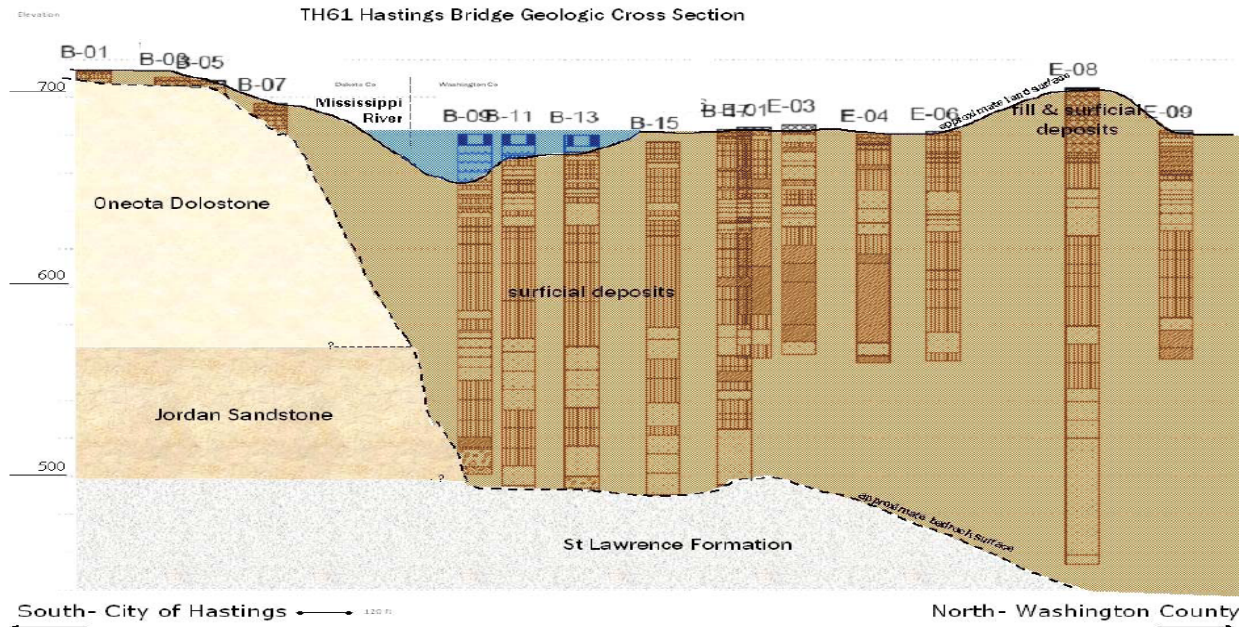 Elevation
TH61 Hastings Bridge Geologic Cross Section
B-01
B-05
B-07
Dakota Co
Washington Co
E-08
700
Mississippi
River
B-09
B-11
B-13
B-15
B-17
E-03
E-04
E-06
approximate land surface
fill & surficial
deposits
E-09
Oneota Dolostone
600
surficial deposits
?
Jordan Sandstone
500
?
approximate bedrock surface
St Lawrence Formation
South- City of Hastings
120 ft
North- Washington County